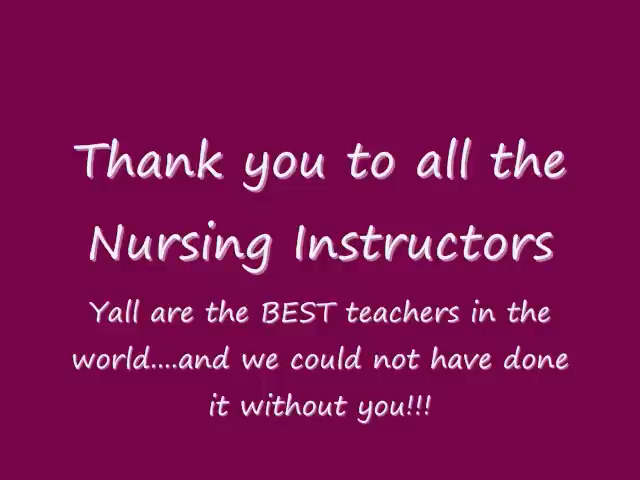 Thank you to all the
Nursing Instructors
Yall are the BEST teachers in the
world....and we could not have done
it without you!!!